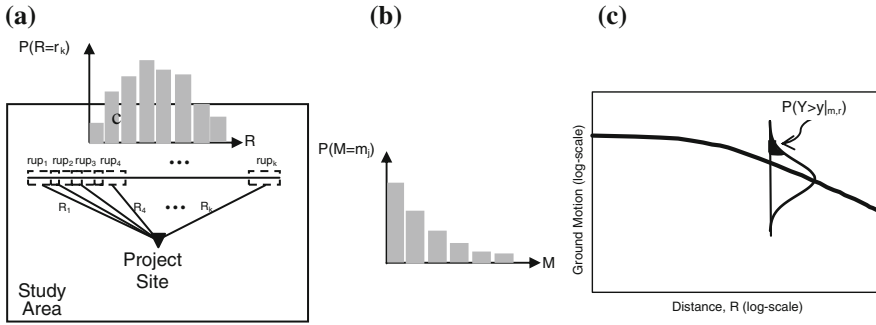 (a)
P(R=rk)
c
R
rup1 rup2 rup3 rup4 ••• rupk
R1 R4 ••• Rk
Project
Site
Study
Area
(b)
P(M=mj)
M
(c)
P(Y>y|m,r)
Ground Motion (log-scale)
Distance, R (log-scale)